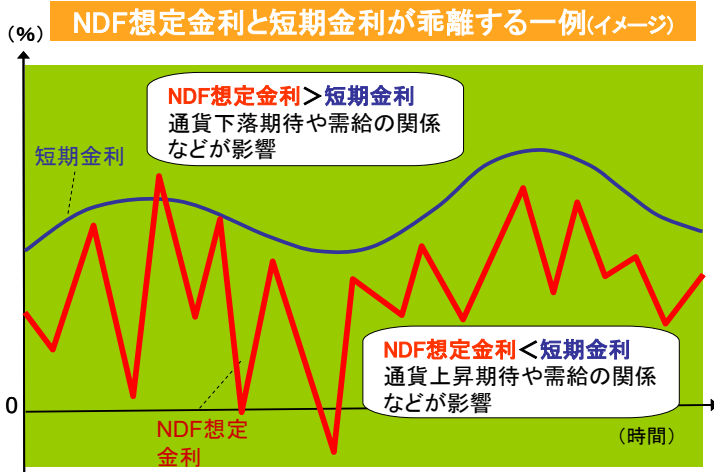 NDF想定金利と短期金利が乖離する一例(イメージ)
(%)
NDF想定金利＞短期金利
通貨下落期待や需給の関係
などが影響
短期金利
NDF想定金利＜短期金利
通貨上昇期待や需給の関係
などが影響
0
NDF想定
金利
(時間)